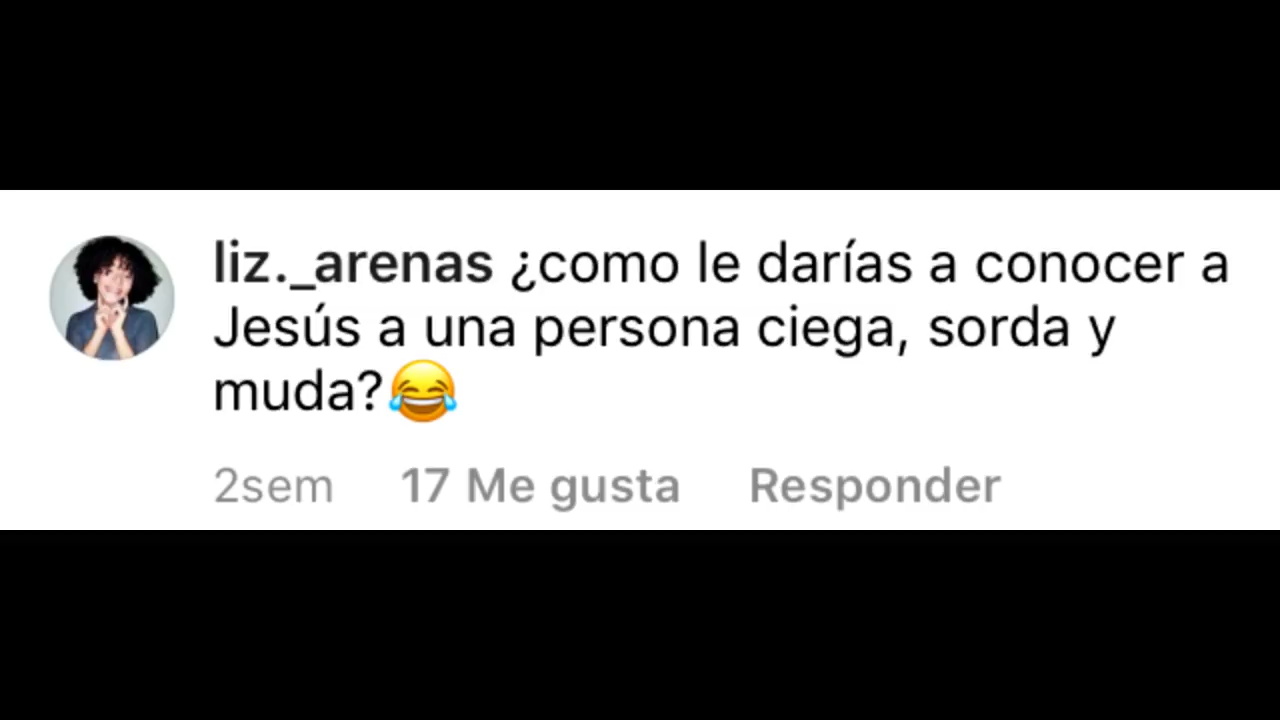 liz._arenas ¿como le darías a conocer a
Jesús a una persona ciega, sorda y
muda?😂
2sem 17 Me gusta Responder